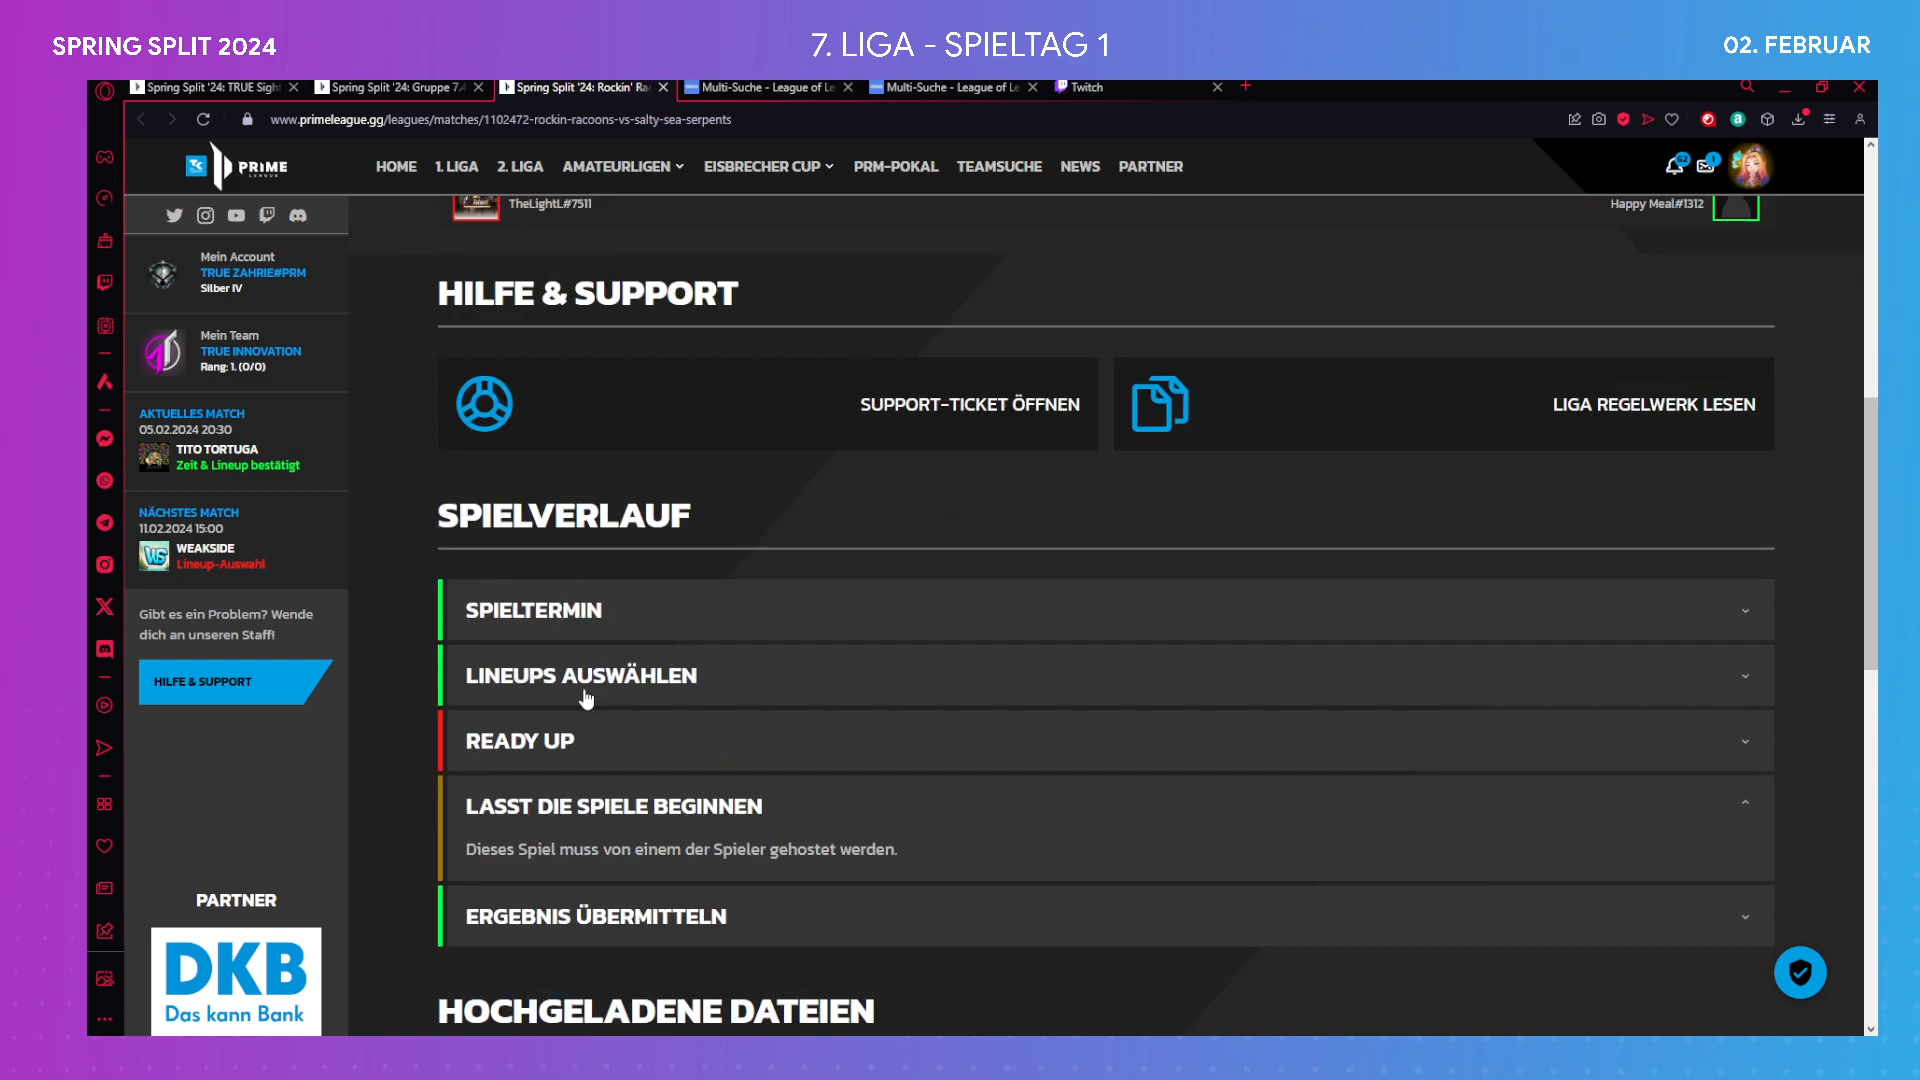 SPRING SPLIT 2024
7. LIGA - SPIELTAG 1
02. FEBRUAR
Spring Split '24: TRUE Sigh
Spring Split '24: Gruppe 7.4
Spring Split '24: Rockin' Ra
Multi-Suche - League of Le
Multi-Suche - League of Le
Twitch
www.primeleague.gg/leagues/matches/1102472-rockin-racoons-vs-salty-sea-serpents
PRIME
LEAGUE
HOME
1. LIGA
2. LIGA
AMATEURLIGEN
EISBRECHER CUP
PRM-POKAL
TEAMSUCHE
NEWS
PARTNER
62
1
TheLightL#7511
Happy Meal#1312
Mein Account
TRUE ZAHRIE#PRM
Silber IV
Mein Team
TRUE INNOVATION
Rang: 1. (0/0)
AKTUELLES MATCH
05.02.2024 20:30
TITO TORTUGA
Zeit & Lineup bestätigt
NÄCHSTES MATCH
11.02.2024 15:00
WS
WEAKSIDE
Lineup-Auswahl
Gibt es ein Problem? Wende
dich an unseren Staff!
HILFE & SUPPORT
PARTNER
DKB
Das kann Bank
HILFE & SUPPORT
SUPPORT-TICKET ÖFFNEN
LIGA REGELWERK LESEN
SPIELVERLAUF
SPIELTERMIN
LINEUPS AUSWÄHLEN
READY UP
LASST DIE SPIELE BEGINNEN
Dieses Spiel muss von einem der Spieler gehostet werden.
ERGEBNIS ÜBERMITTELN
HOCHGELADENE DATEIEN